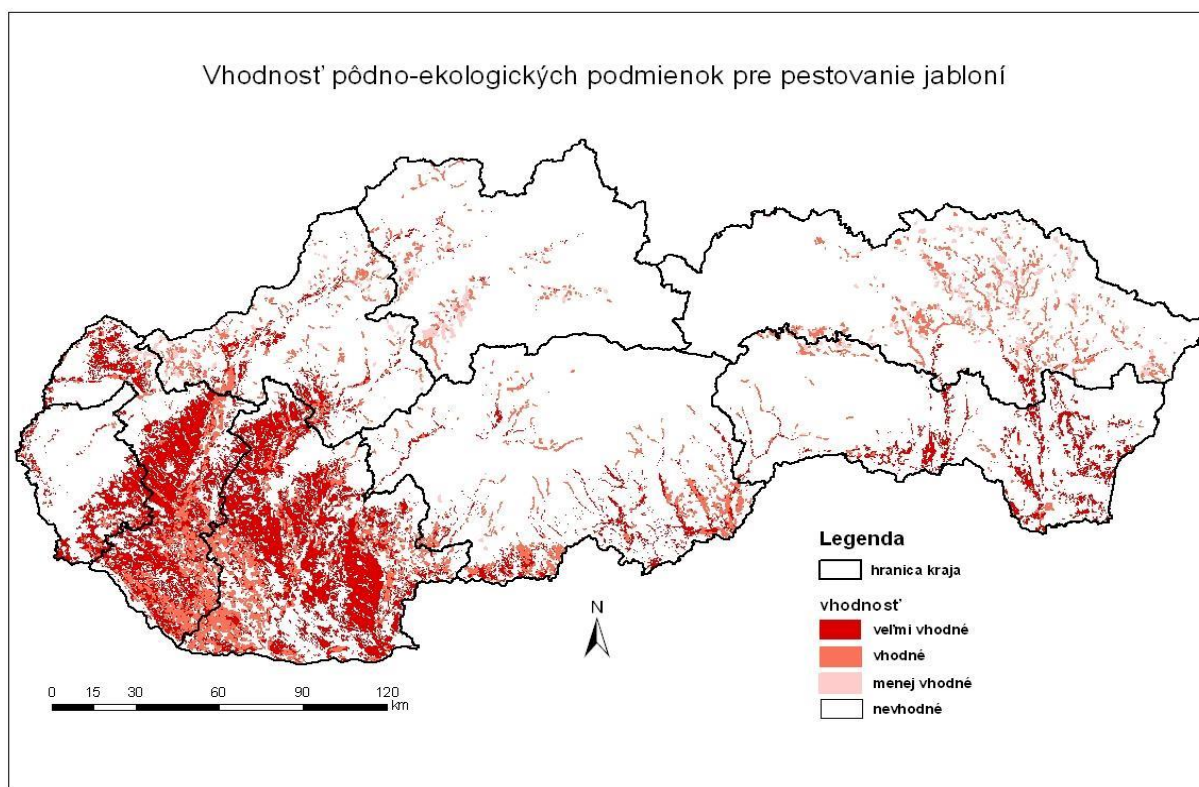 Vhodnosť pôdno-ekologických podmienok pre pestovanie jabloní
Legenda
hranica kraja
vhodnosť
veľmi vhodné
vhodné
menej vhodné
nevhodné
N
0 15 30 60 90 120
km